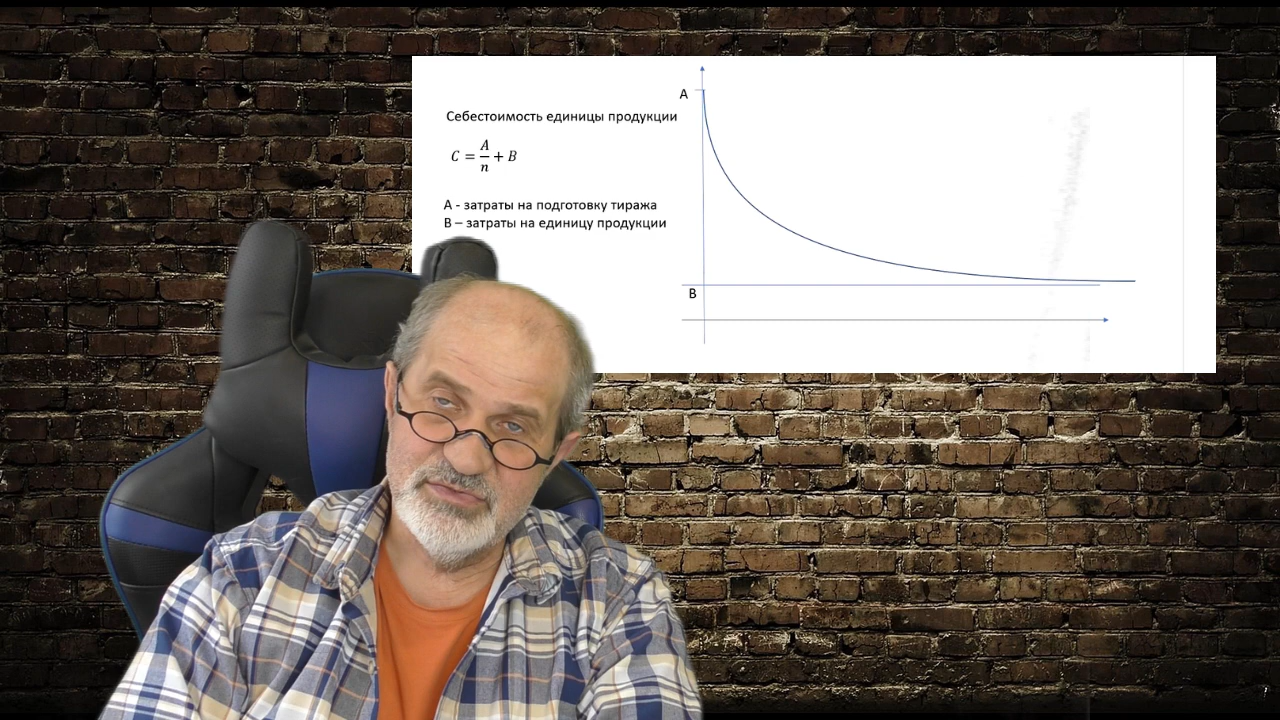 Себестоимость единицы продукции
C = A/n + B
А - затраты на подготовку тиража
В – затраты на единицу продукции
А
В